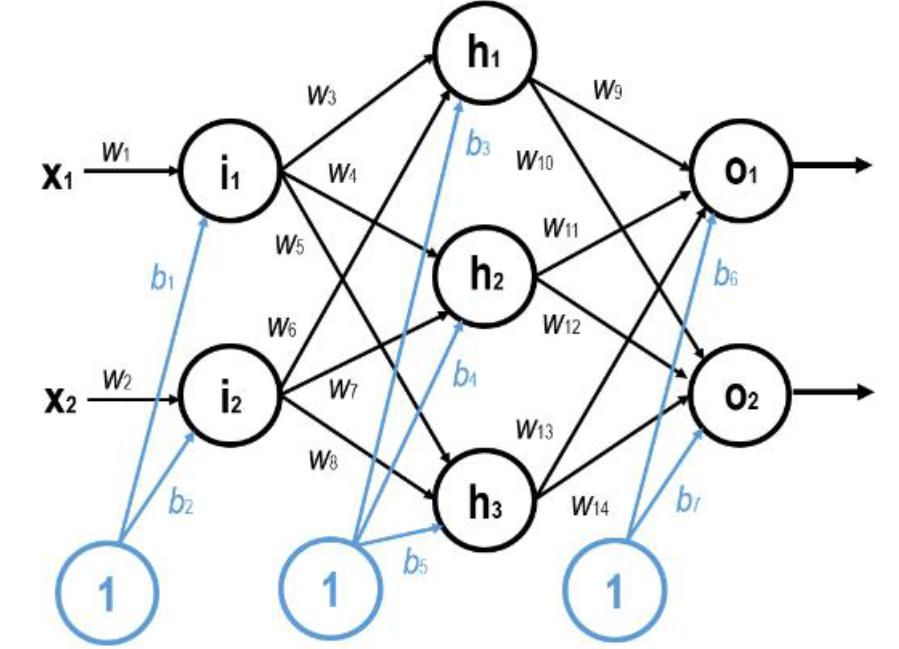 h₁
w₃
w₉
b₃
x₁
w₁
i₁
w₄
w₁₀
o₁
w₅
w₁₁
b₁
h₂
b₆
w₆
w₁₂
x₂
w₂
i₂
w₇
b₄
o₂
w₈
w₁₃
b₂
h₃
w₁₄
b₇
b₅
1
1
1